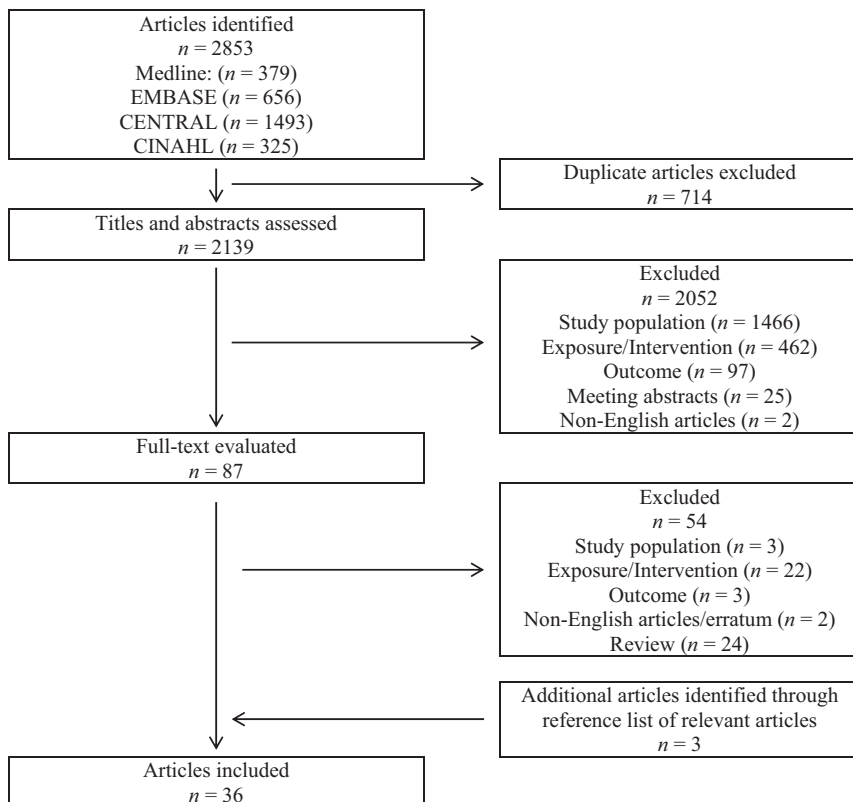 Articles identified
n = 2853
Medline: (n = 379)
EMBASE (n = 656)
CENTRAL (n = 1493)
CINAHL (n = 325)
Duplicate articles excluded
n = 714
Titles and abstracts assessed
n = 2139
Excluded
n = 2052
Study population (n = 1466)
Exposure/Intervention (n = 462)
Outcome (n = 97)
Meeting abstracts (n = 25)
Non-English articles (n = 2)
Full-text evaluated
n = 87
Excluded
n = 54
Study population (n = 3)
Exposure/Intervention (n = 22)
Outcome (n = 3)
Non-English articles/erratum (n = 2)
Review (n = 24)
Additional articles identified through
reference list of relevant articles
n = 3
Articles included
n = 36